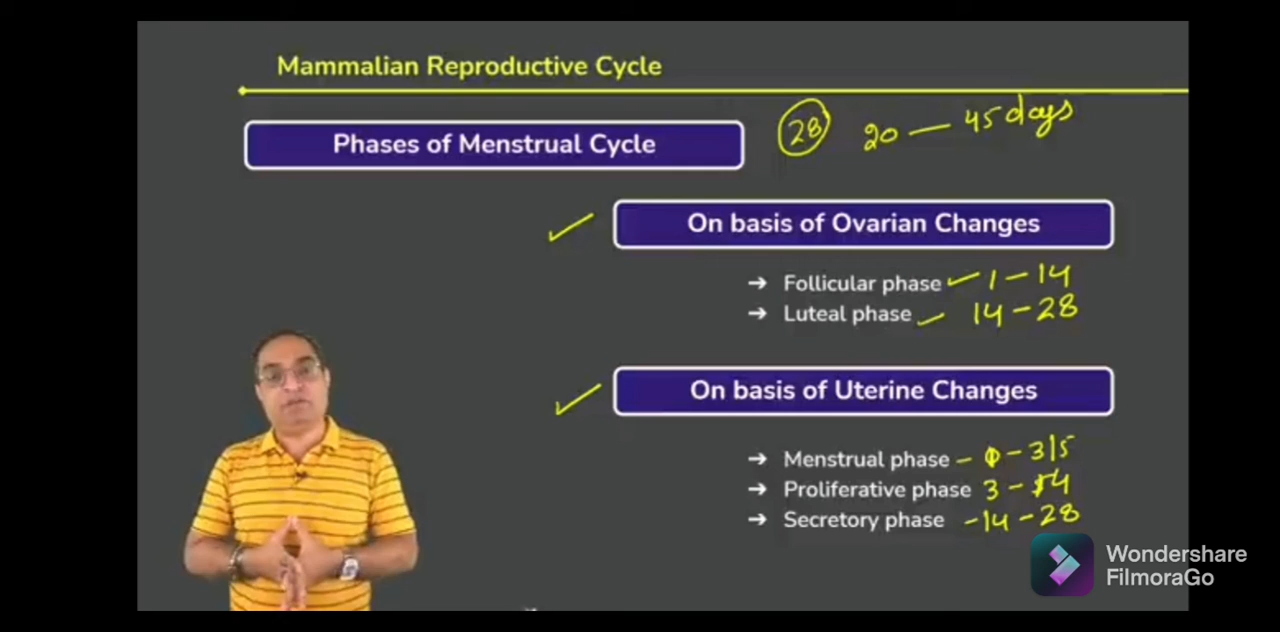 Mammalian Reproductive Cycle
Phases of Menstrual Cycle (28) 20 — 45 days
✓ On basis of Ovarian Changes
→ Follicular phase ✓ 1 – 14
→ Luteal phase ✓ 14 – 28
✓ On basis of Uterine Changes
→ Menstrual phase – – 3/5
→ Proliferative phase 3 – 14
→ Secretory phase – 14 – 28
Wondershare
FilmoraGo